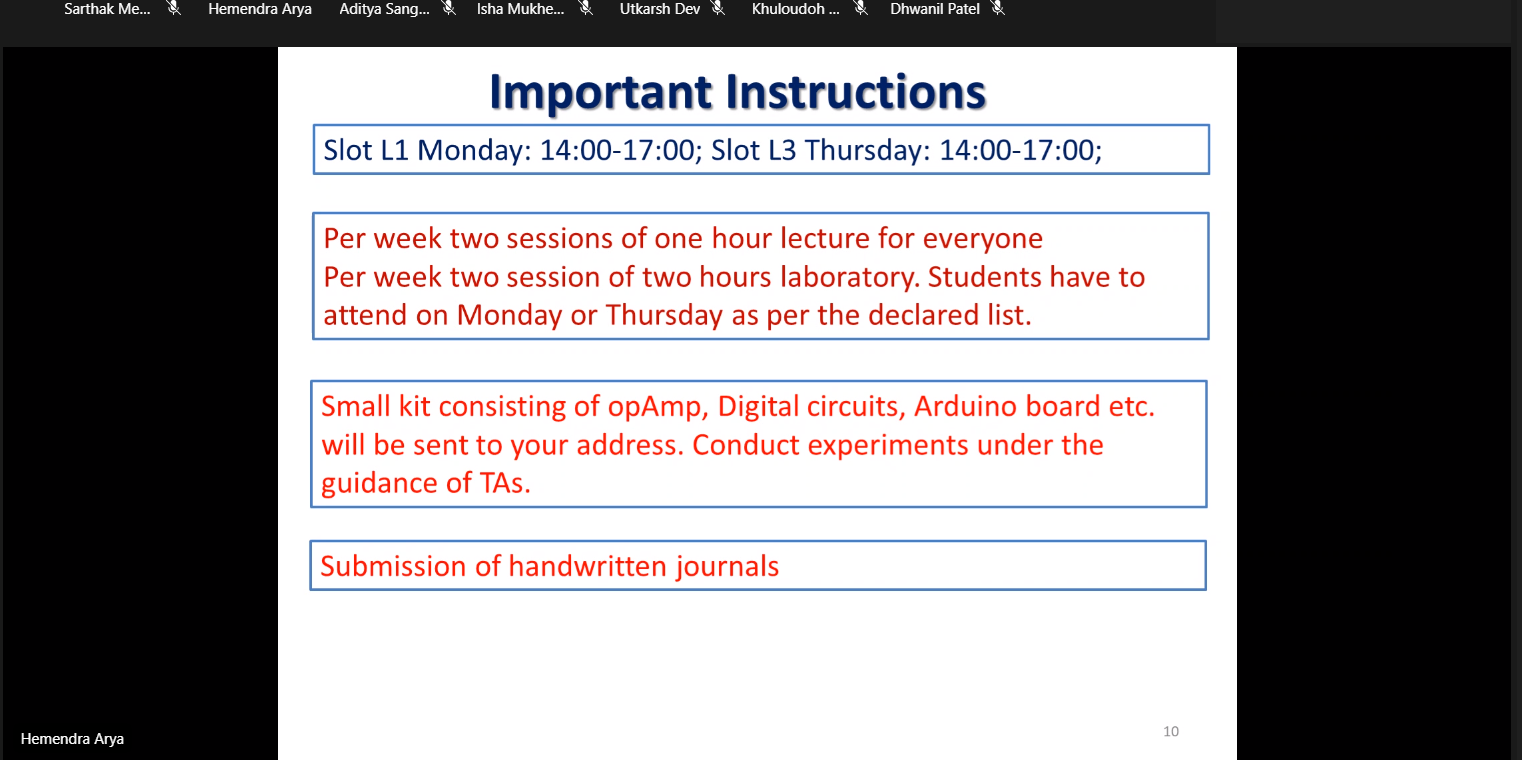 Sarthak Me... Hemendra Arya Aditya Sang... Isha Mukhe... Utkarsh Dev Khuloudoh ... Dhwanil Patel
Important Instructions
Slot L1 Monday: 14:00-17:00; Slot L3 Thursday: 14:00-17:00;
Per week two sessions of one hour lecture for everyone
Per week two session of two hours laboratory. Students have to
attend on Monday or Thursday as per the declared list.
Small kit consisting of opAmp, Digital circuits, Arduino board etc.
will be sent to your address. Conduct experiments under the
guidance of TAs.
Submission of handwritten journals
10
Hemendra Arya